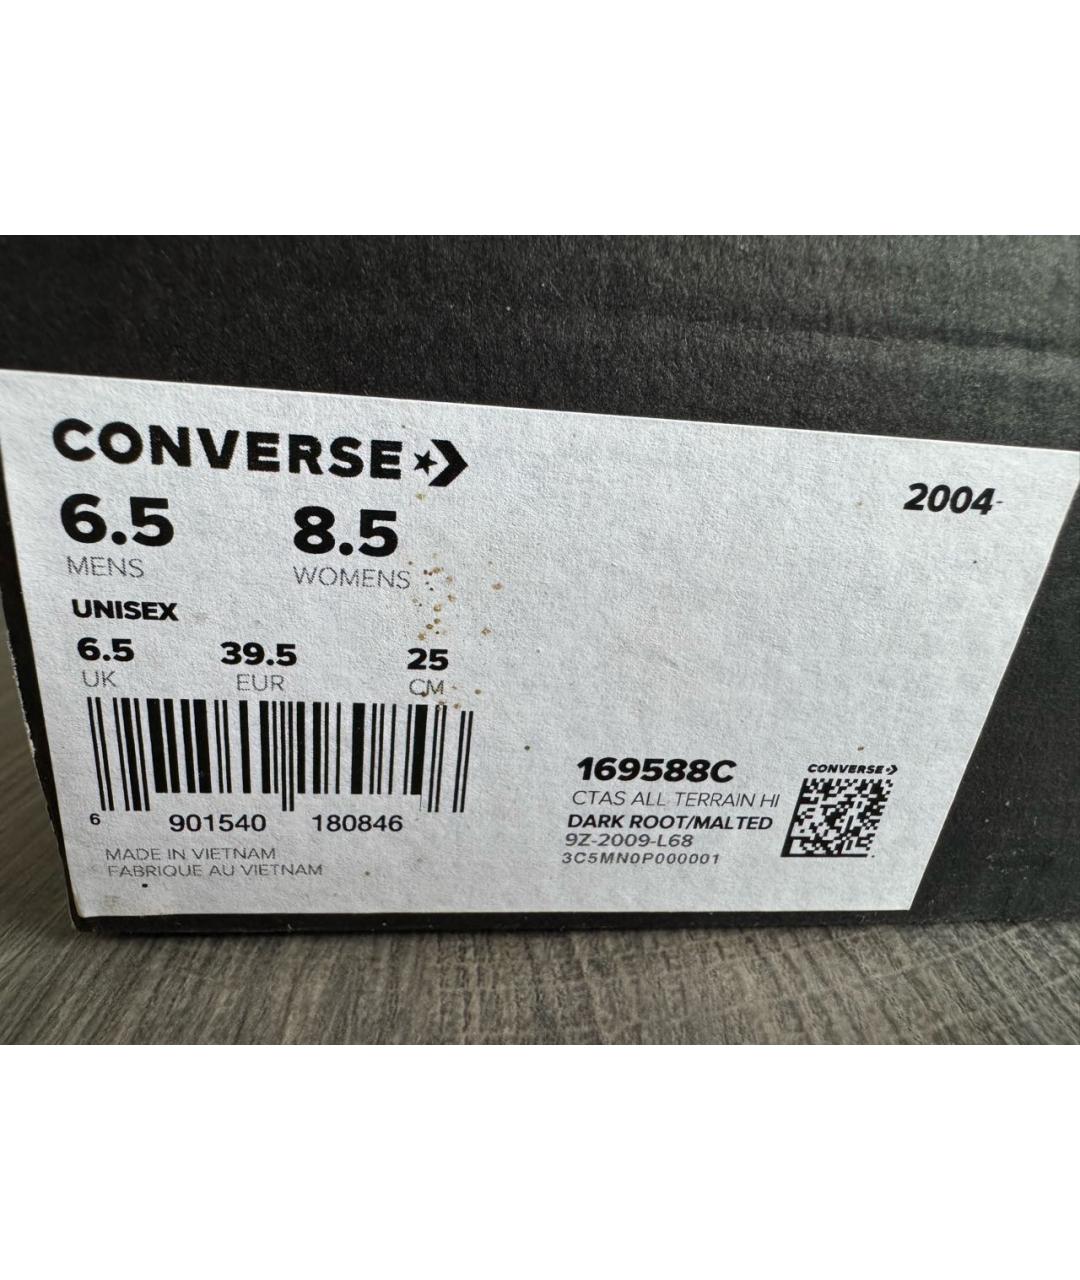 CONVERSE
2004-
6.5 8.5
MENS WOMENS
UNISEX
6.5 39.5 25
UK EUR CM
6 901540 180846
MADE IN VIETNAM
FABRIQUE AU VIETNAM
169588C
CTAS ALL TERRAIN HI
DARK ROOT/MALTED
9Z-2009-L68
3C5MN0P000001
CONVERSE